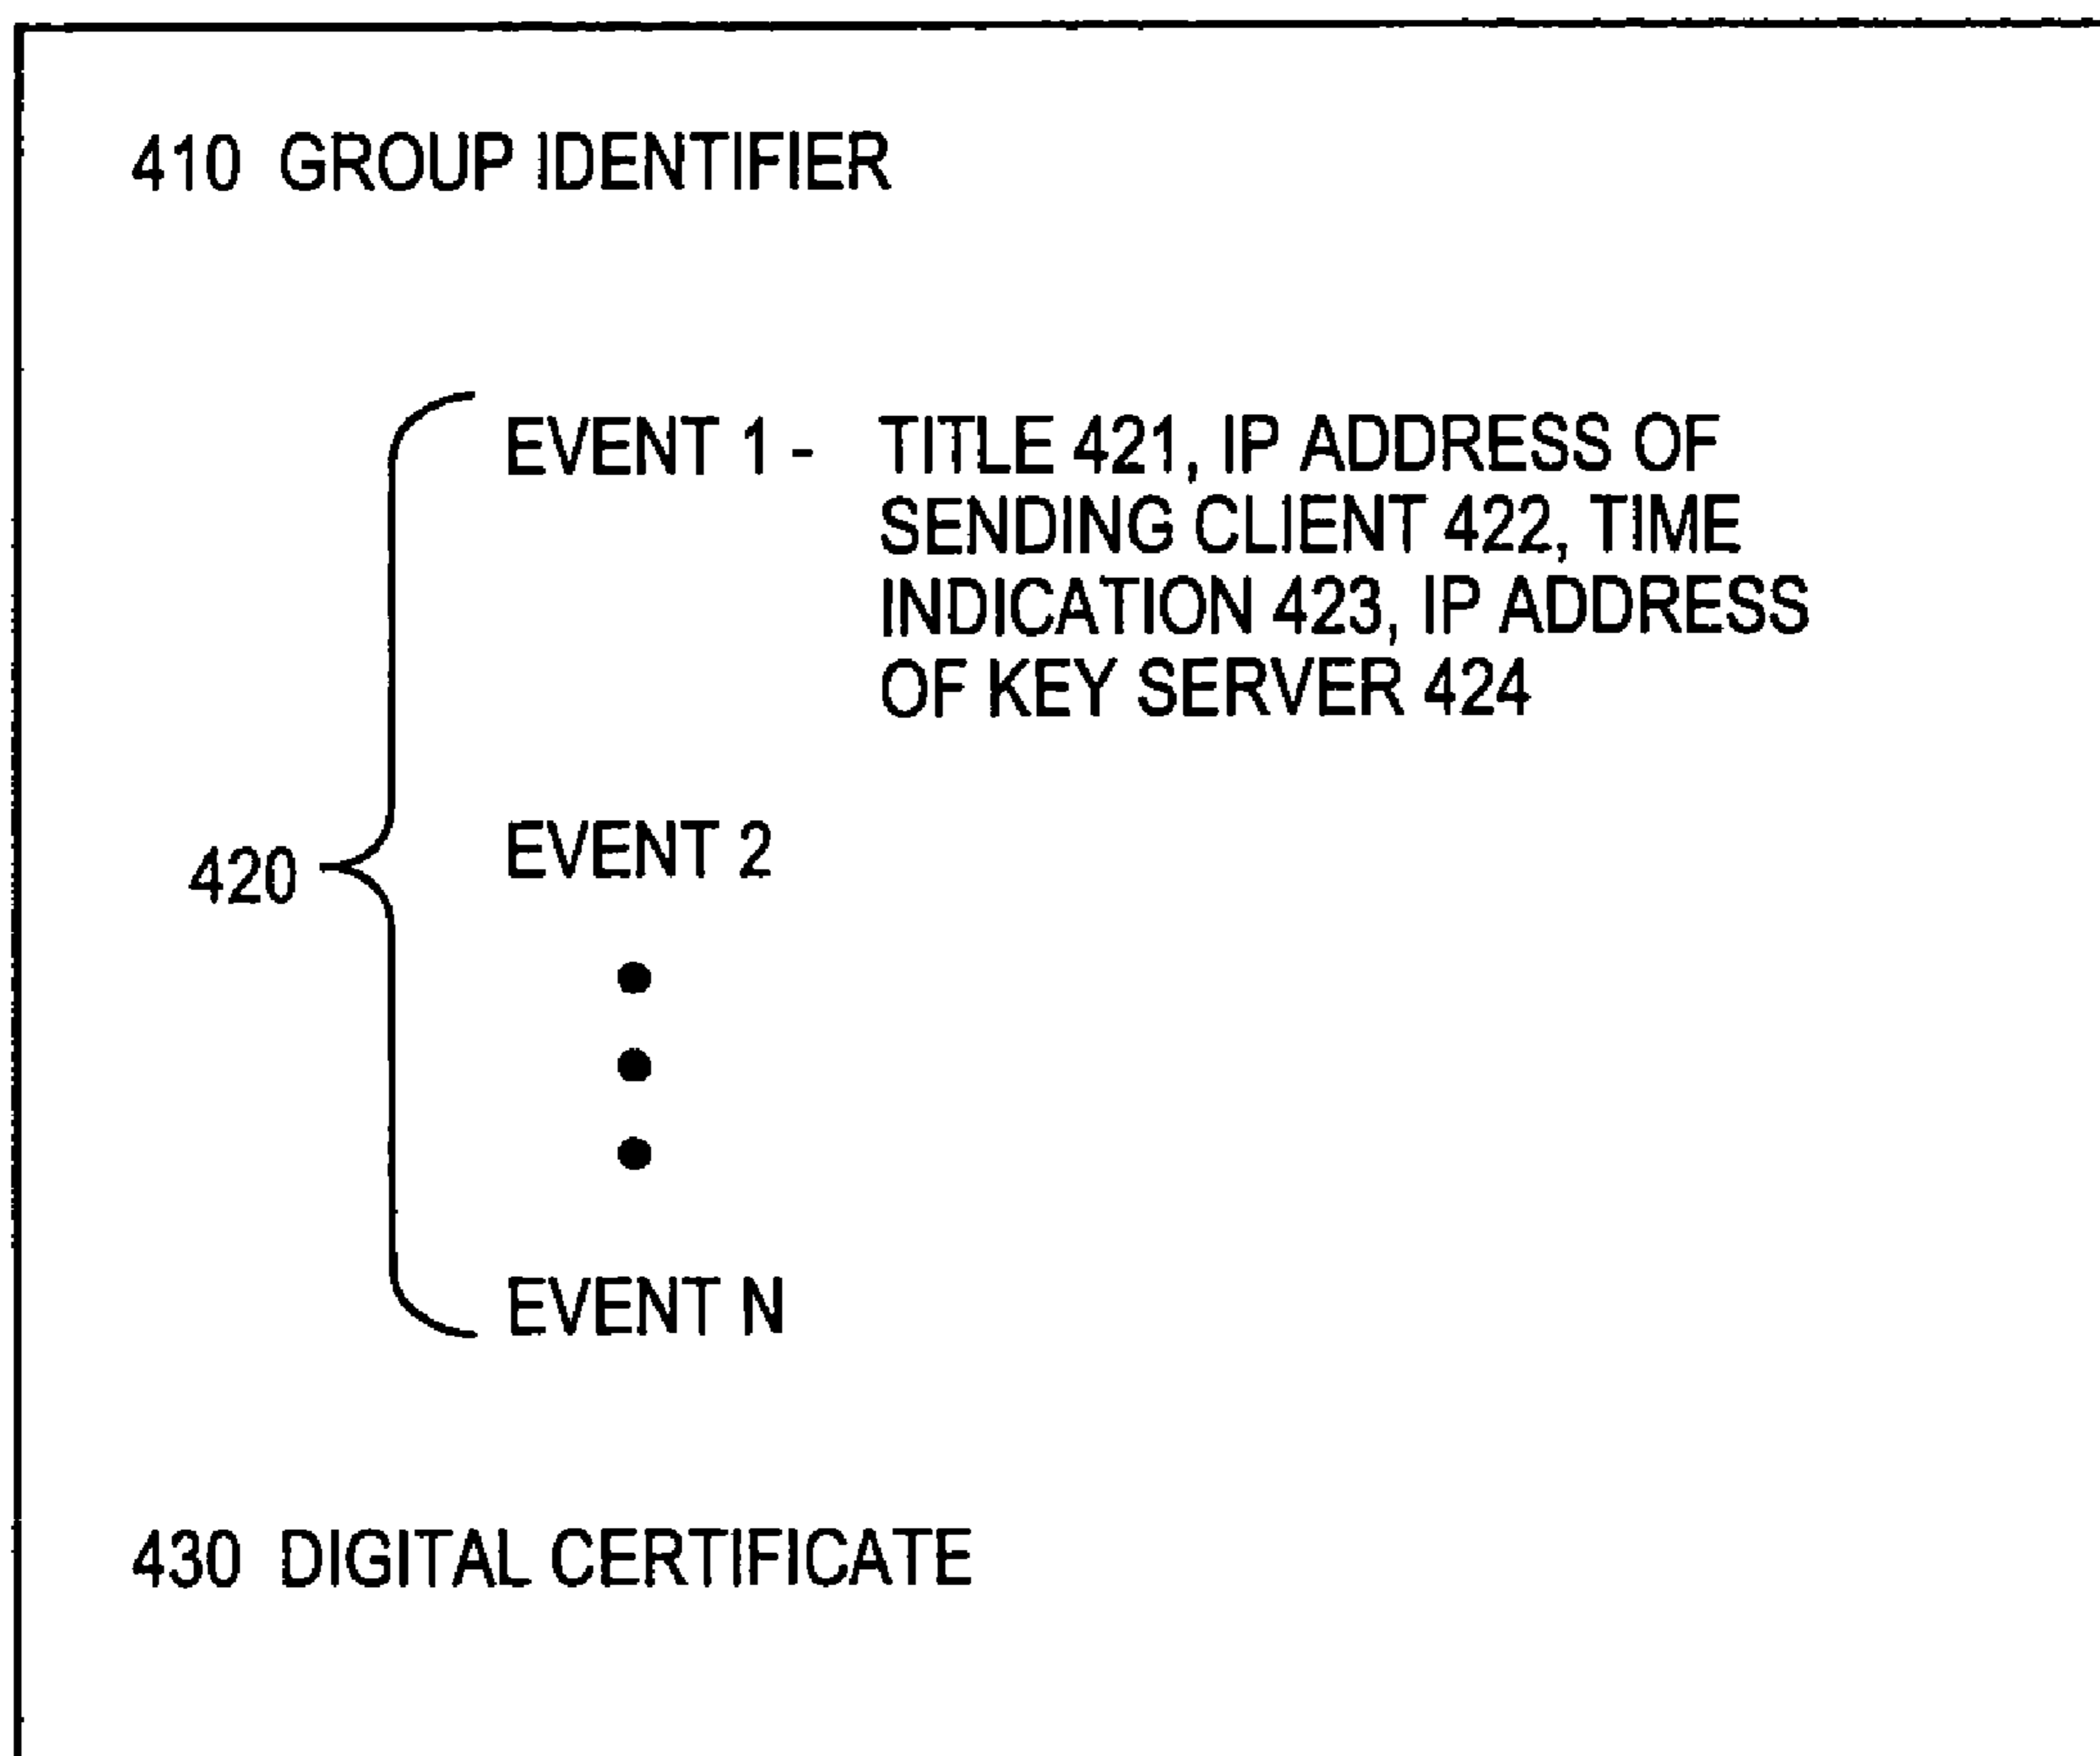 410 GROUP IDENTIFIER
EVENT 1 - TITLE 421, IP ADDRESS OF
SENDING CLIENT 422, TIME
INDICATION 423, IP ADDRESS
OF KEY SERVER 424
420
EVENT 2
EVENT N
430 DIGITAL CERTIFICATE